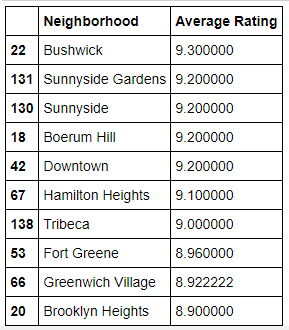 Neighborhood Average Rating
22 Bushwick 9.300000
131 Sunnyside Gardens 9.200000
130 Sunnyside 9.200000
18 Boerum Hill 9.200000
42 Downtown 9.200000
67 Hamilton Heights 9.100000
138 Tribeca 9.000000
53 Fort Greene 8.960000
66 Greenwich Village 8.922222
20 Brooklyn Heights 8.900000